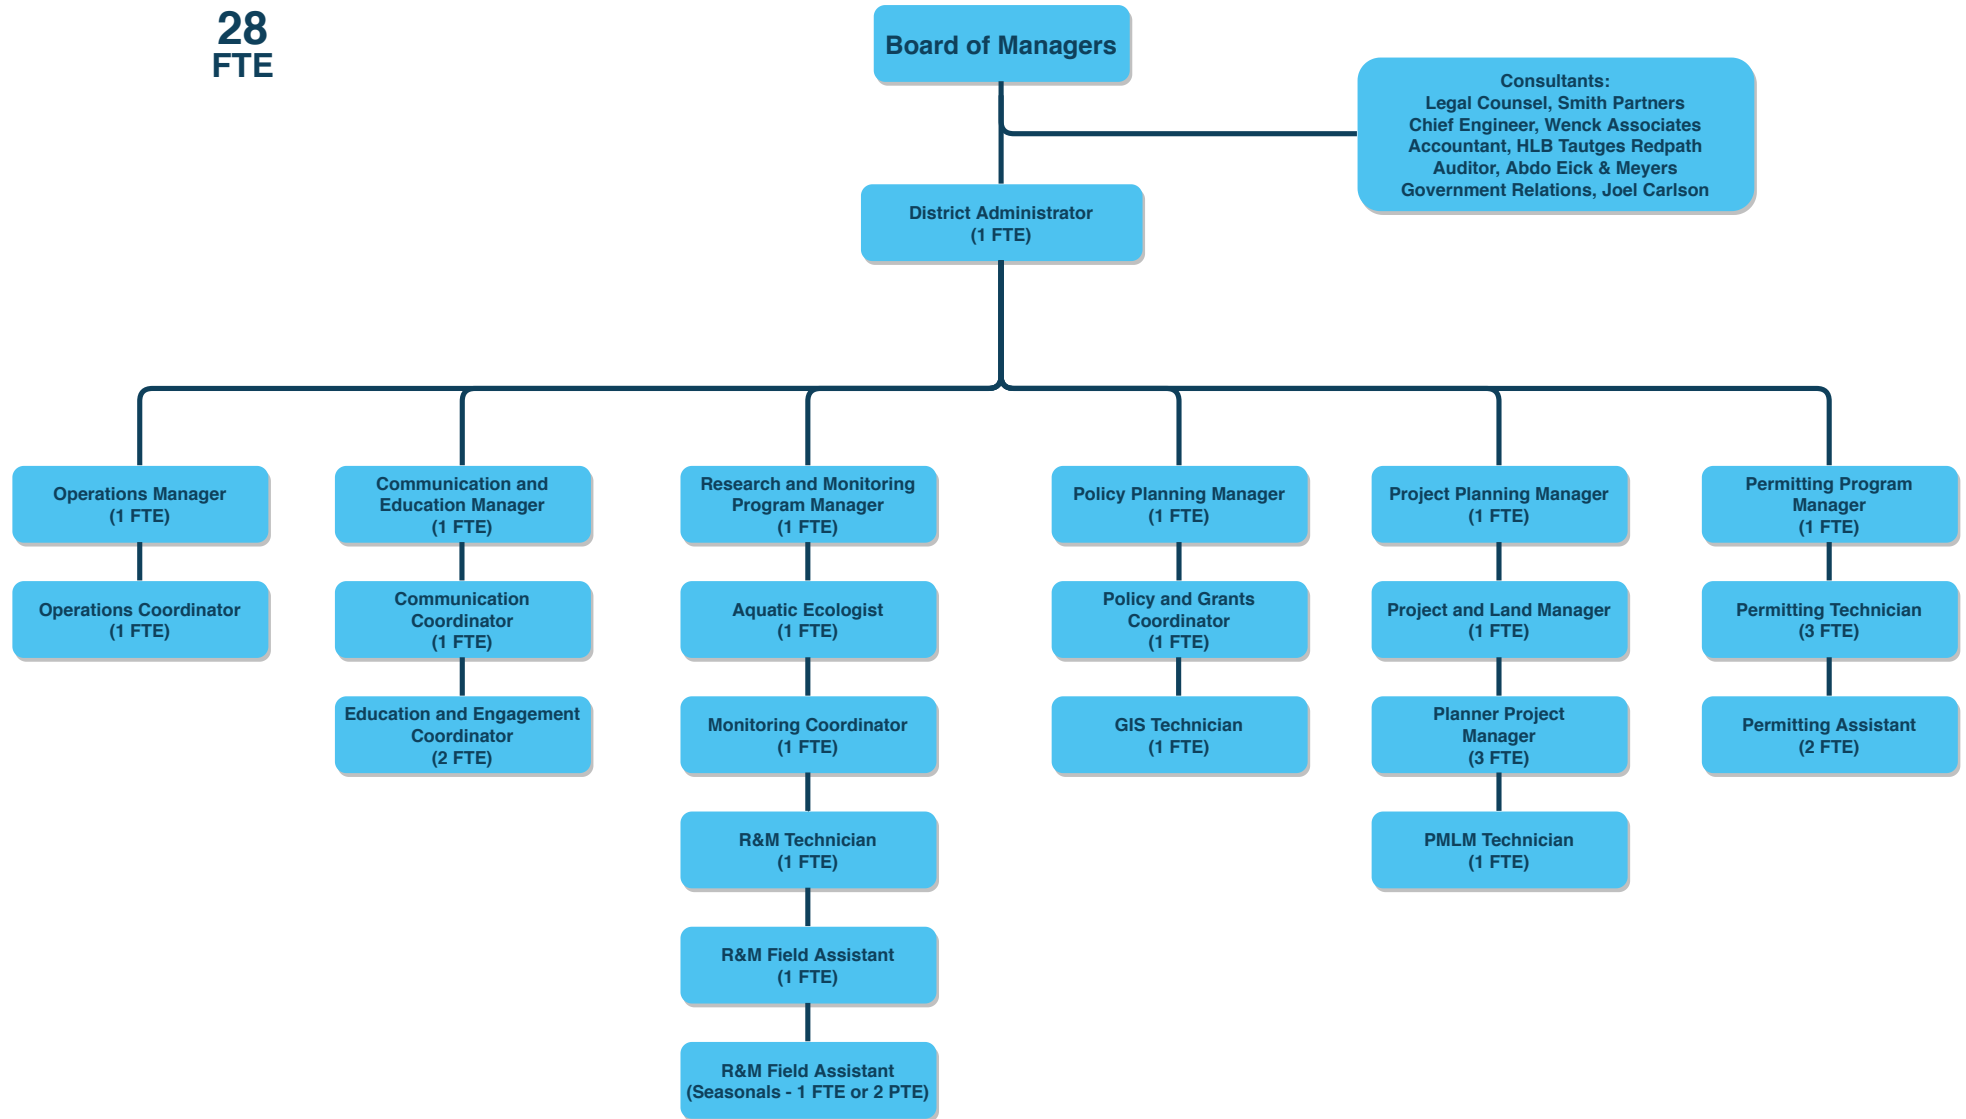 28
FTE
Board of Managers
Consultants:
Legal Counsel, Smith Partners
Chief Engineer, Wenck Associates
Accountant, HLB Tautges Redpath
Auditor, Abdo Eick & Meyers
Government Relations, Joel Carlson
District Administrator
(1 FTE)
Operations Manager
(1 FTE)
Operations Coordinator
(1 FTE)
Communication and
Education Manager
(1 FTE)
Communication
Coordinator
(1 FTE)
Education and Engagement
Coordinator
(2 FTE)
Research and Monitoring
Program Manager
(1 FTE)
Aquatic Ecologist
(1 FTE)
Monitoring Coordinator
(1 FTE)
R&M Technician
(1 FTE)
R&M Field Assistant
(1 FTE)
R&M Field Assistant
(Seasonals - 1 FTE or 2 PTE)
Policy Planning Manager
(1 FTE)
Policy and Grants
Coordinator
(1 FTE)
GIS Technician
(1 FTE)
Project Planning Manager
(1 FTE)
Project and Land Manager
(1 FTE)
Planner Project
Manager
(3 FTE)
PMLM Technician
(1 FTE)
Permitting Program
Manager
(1 FTE)
Permitting Technician
(3 FTE)
Permitting Assistant
(2 FTE)